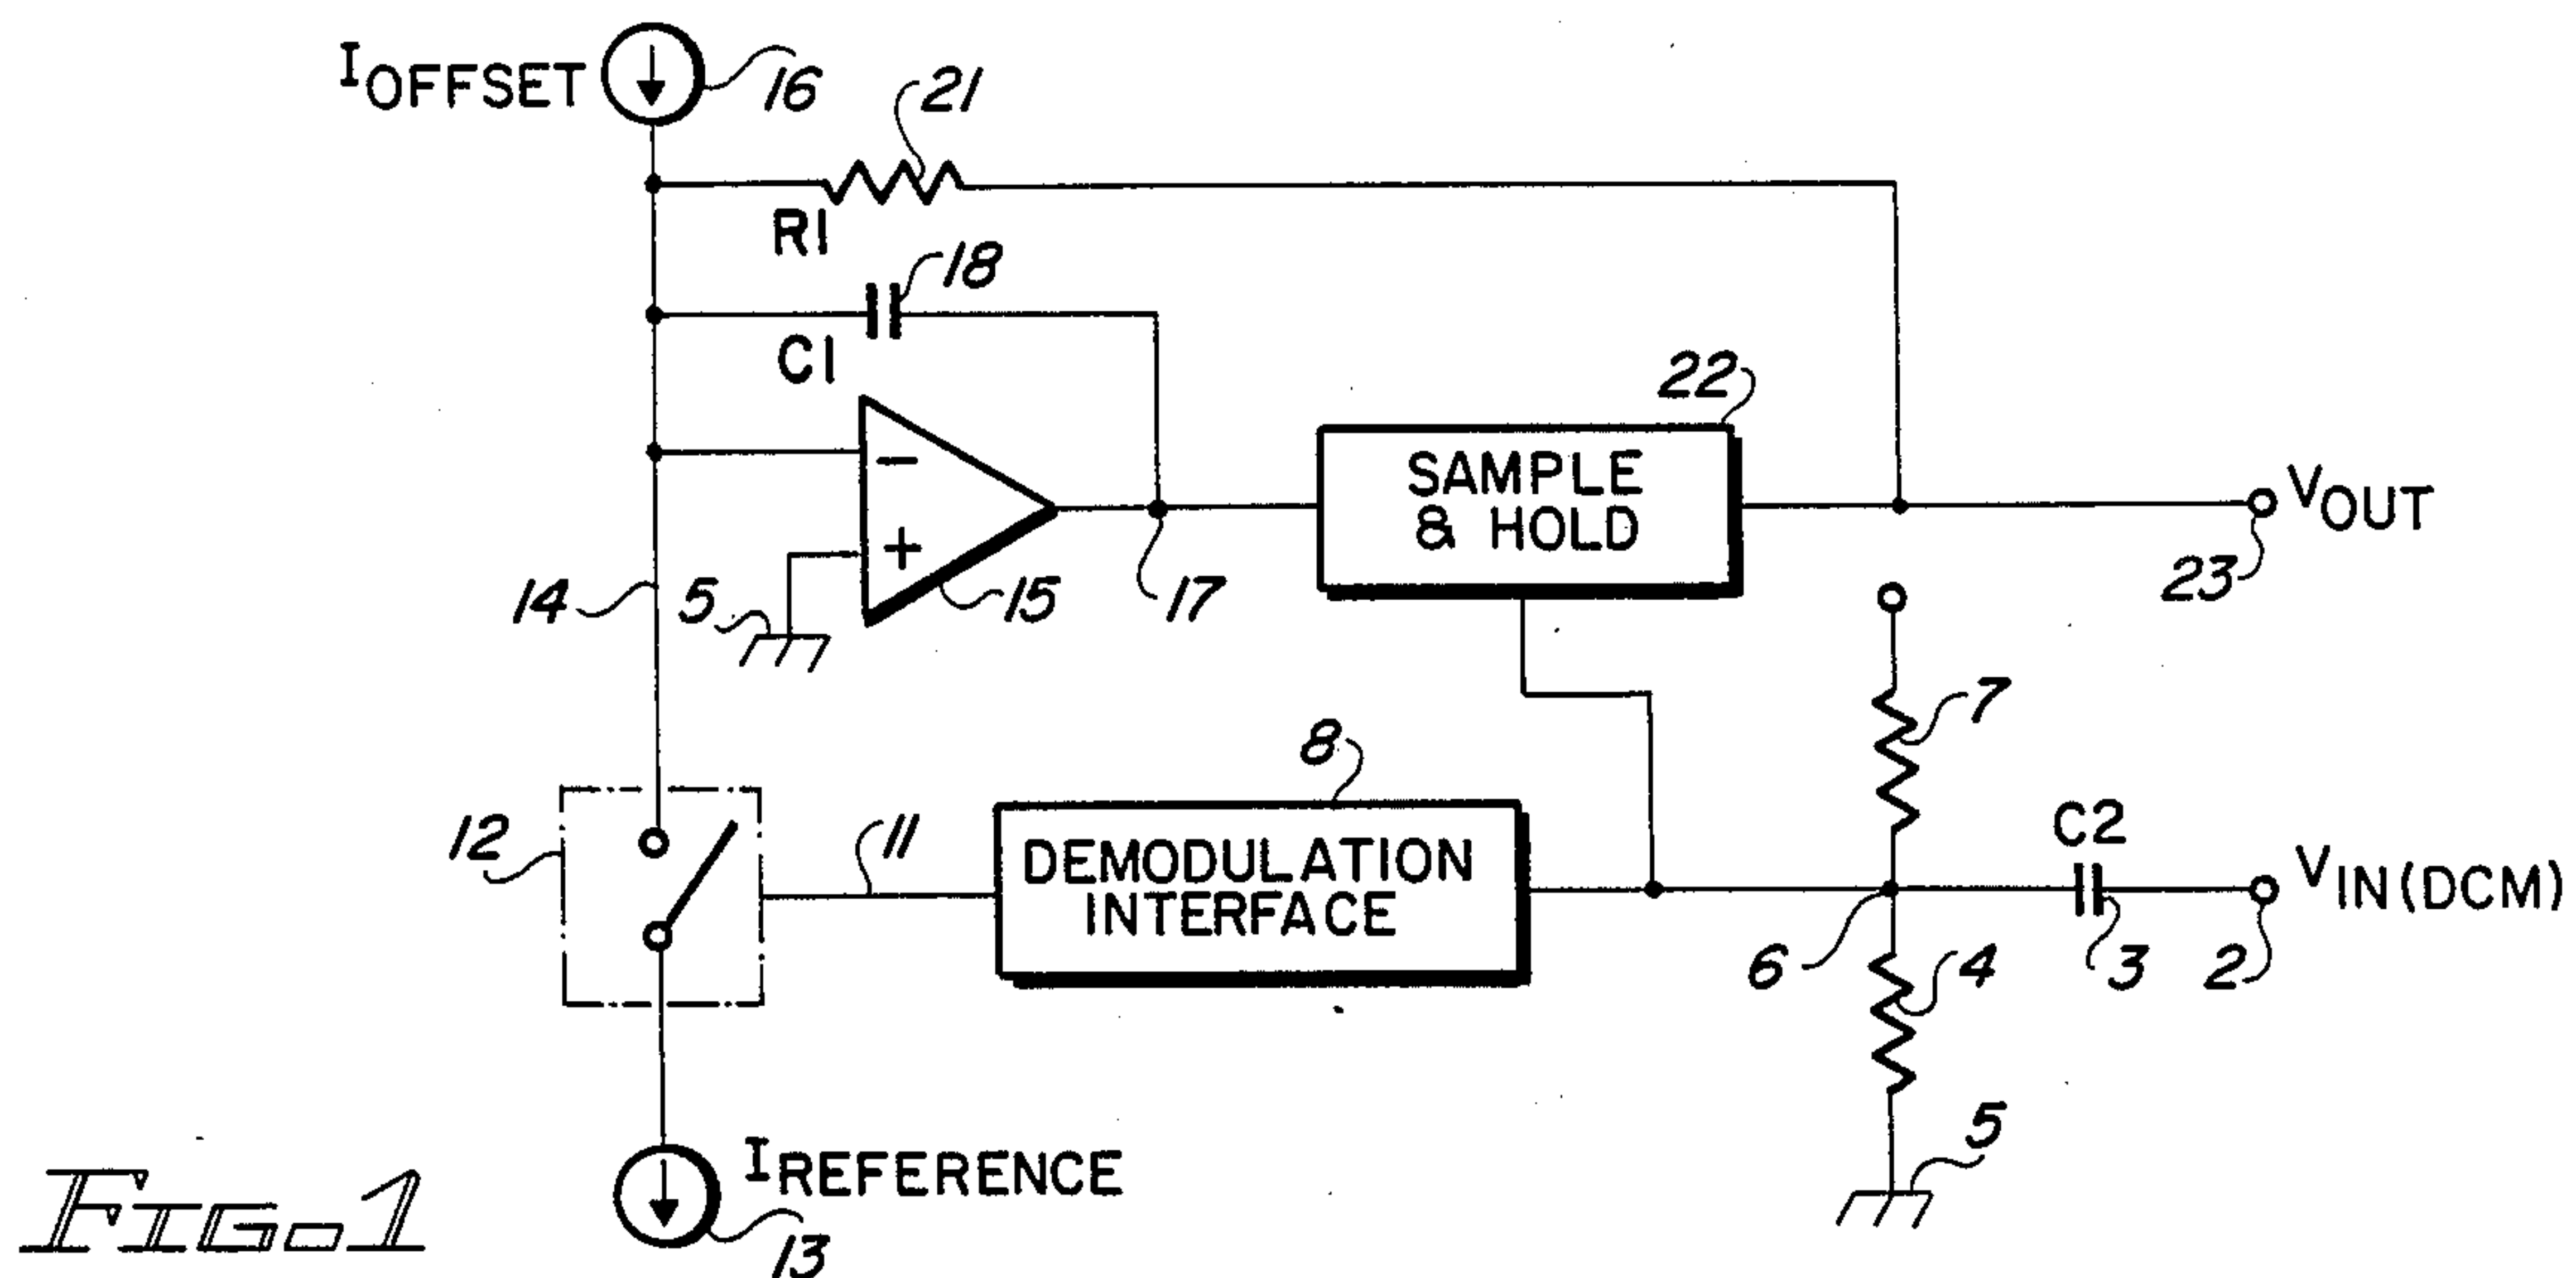 IOFFSET
16
21
R1
18
C1
22
SAMPLE
& HOLD
VOUT
23
14
5
15
17
7
8
12
11
DEMODULATION
INTERFACE
C2
VIN(DCM)
6
4
3
2
5
IREFERENCE
13
FIG. 1